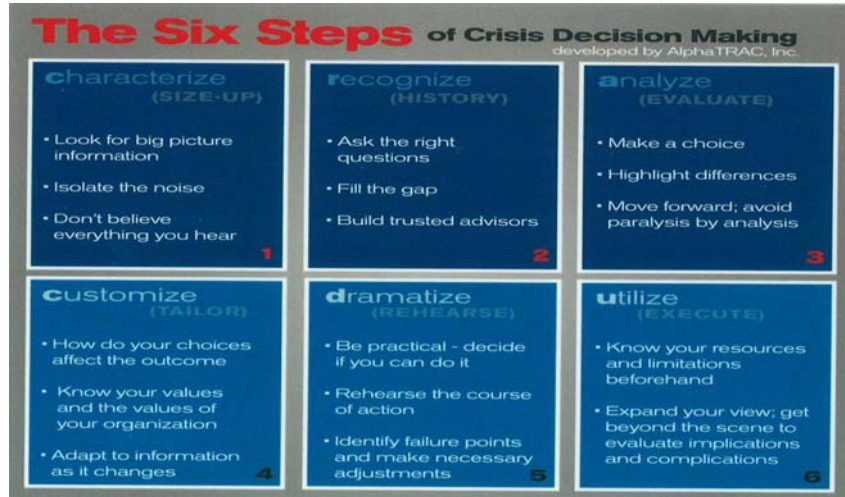 The Six Steps of Crisis Decision Making
developed by AlphaTRAC, Inc.
characterize
(SIZE-UP)
• Look for big picture
information
• Isolate the noise
• Don't believe
everything you hear
1
recognize
(HISTORY)
• Ask the right
questions
• Fill the gap
• Build trusted advisors
2
analyze
(EVALUATE)
• Make a choice
• Highlight differences
• Move forward; avoid
paralysis by analysis
3
customize
(TAILOR)
• How do your choices
affect the outcome
• Know your values
and the values of
your organization
• Adapt to information
as it changes
4
dramatize
(REHEARSE)
• Be practical - decide
if you can do it
• Rehearse the course
of action
• Identify failure points
and make necessary
adjustments
5
utilize
(EXECUTE)
• Know your resources
and limitations
beforehand
• Expand your view; get
beyond the scene to
evaluate implications
and complications
6